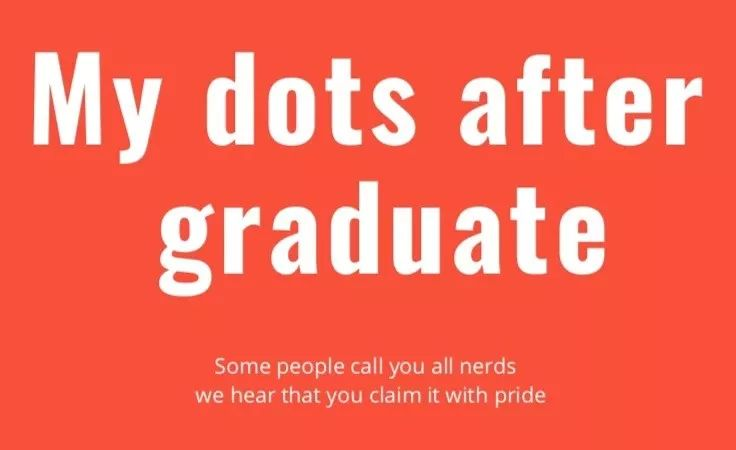 My dots after
graduate
Some people call you all nerds
we hear that you claim it with pride